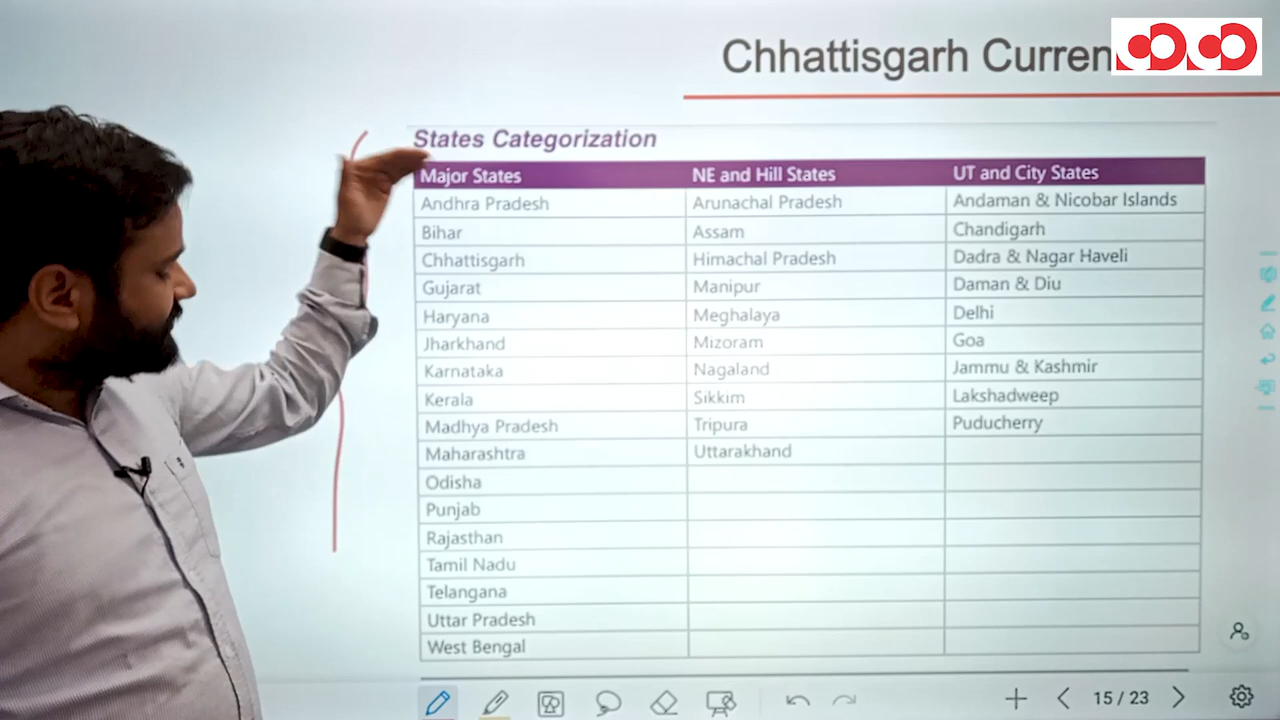 Chhattisgarh Curren
States Categorization
Major States NE and Hill States UT and City States
Andhra Pradesh Arunachal Pradesh Andaman & Nicobar Islands
Bihar Assam Chandigarh
Chhattisgarh Himachal Pradesh Dadra & Nagar Haveli
Gujarat Manipur Daman & Diu
Haryana Meghalaya Delhi
Jharkhand Mizoram Goa
Karnataka Nagaland Jammu & Kashmir
Kerala Sikkim Lakshadweep
Madhya Pradesh Tripura Puducherry
Maharashtra Uttarakhand
Odisha
Punjab
Rajasthan
Tamil Nadu
Telangana
Uttar Pradesh
West Bengal
15 / 23